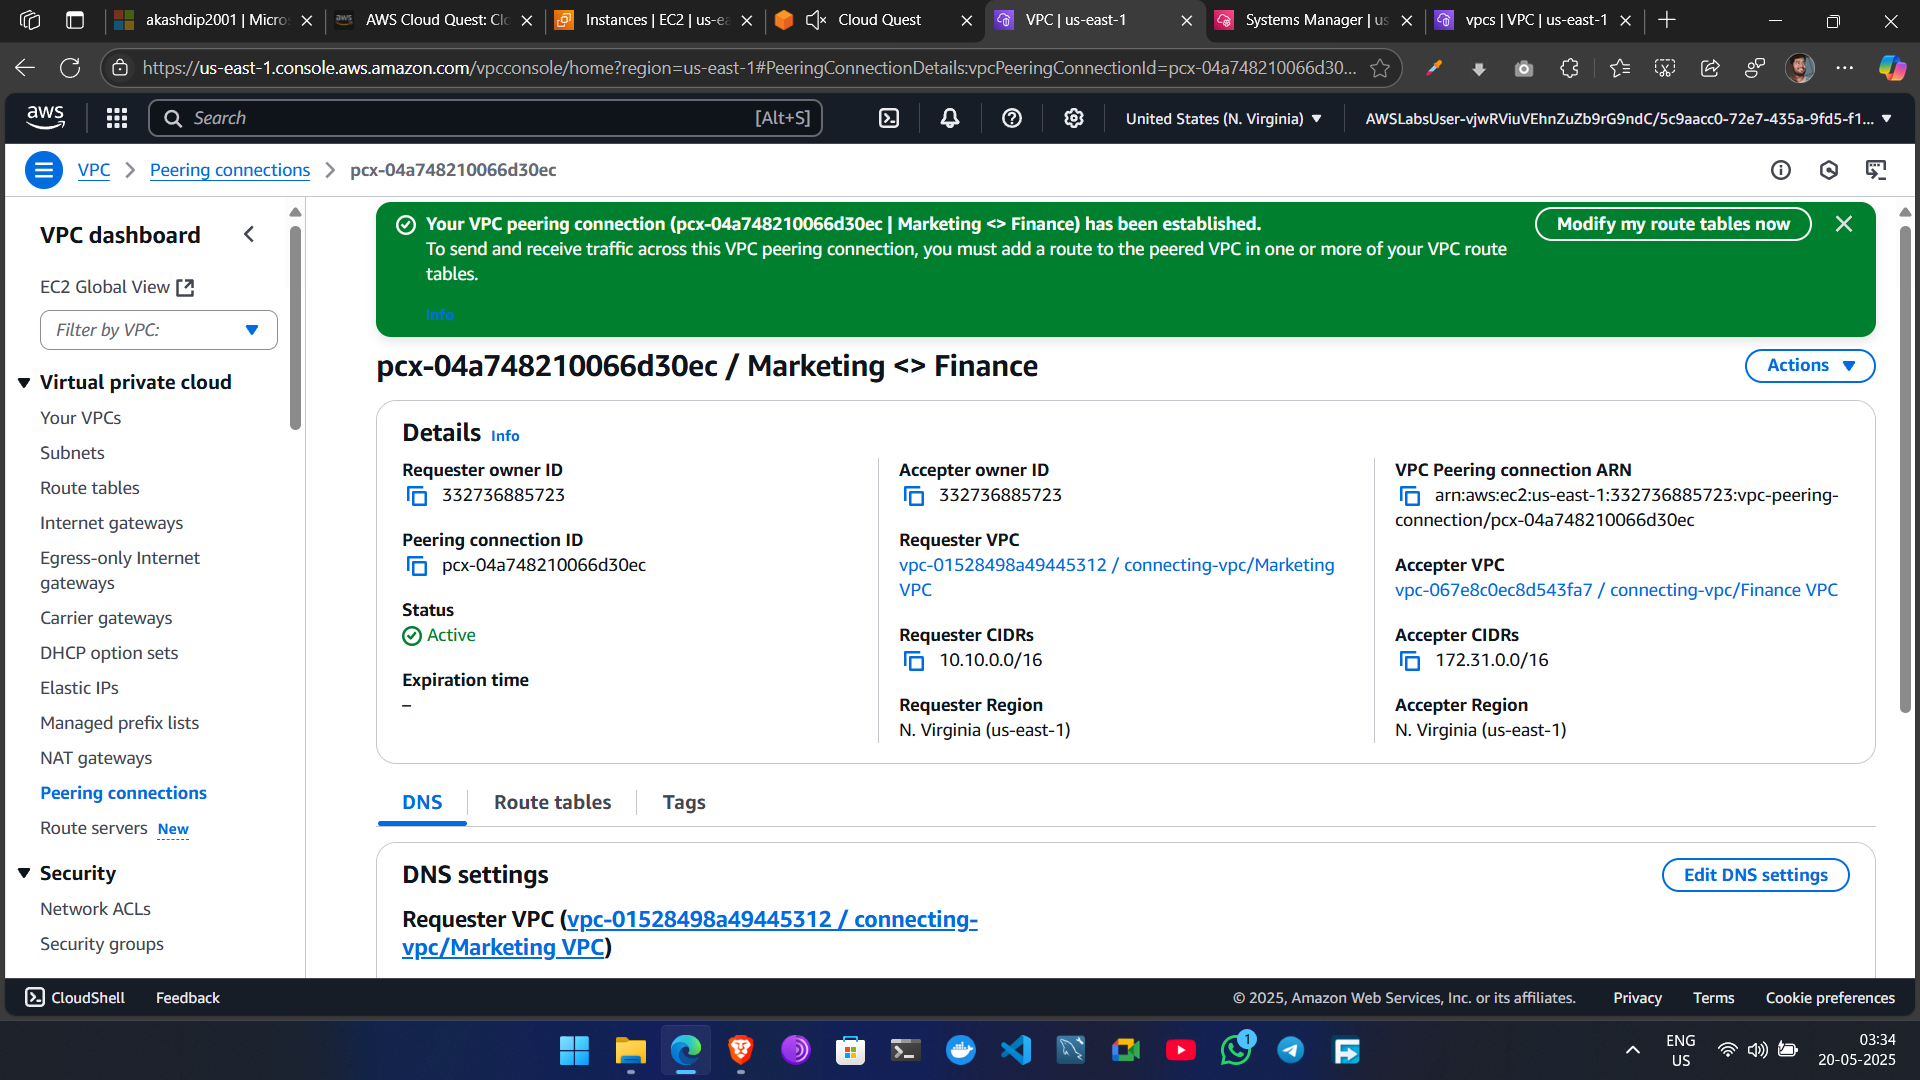 akashdip2001 | Micros
AWS Cloud Quest: Clo
Instances | EC2 | us-ea
Cloud Quest
VPC | us-east-1
Systems Manager | us
vpcs | VPC | us-east-1
https://us-east-1.console.aws.amazon.com/vpcconsole/home?region=us-east-1#PeeringConnectionDetails:vpcPeeringConnectionId=pcx-04a748210066d30...
aws
Search
[Alt+S]
United States (N. Virginia)
AWSLabsUser-vjwRViuVEhnZuZb9rG9ndC/5c9aacc0-72e7-435a-9fd5-f1...
VPC
Peering connections
pcx-04a748210066d30ec
VPC dashboard
EC2 Global View
Filter by VPC:
Virtual private cloud
Your VPCs
Subnets
Route tables
Internet gateways
Egress-only Internet
gateways
Carrier gateways
DHCP option sets
Elastic IPs
Managed prefix lists
NAT gateways
Peering connections
Route servers New
Security
Network ACLs
Security groups
Your VPC peering connection (pcx-04a748210066d30ec | Marketing <> Finance) has been established.
To send and receive traffic across this VPC peering connection, you must add a route to the peered VPC in one or more of your VPC route
tables.
Info
Modify my route tables now
pcx-04a748210066d30ec / Marketing <> Finance
Actions
Details Info
Requester owner ID
332736885723
Peering connection ID
pcx-04a748210066d30ec
Status
Active
Expiration time
–
Accepter owner ID
332736885723
Requester VPC
vpc-01528498a49445312 / connecting-vpc/Marketing
VPC
Requester CIDRs
10.10.0.0/16
Requester Region
N. Virginia (us-east-1)
VPC Peering connection ARN
arn:aws:ec2:us-east-1:332736885723:vpc-peering-
connection/pcx-04a748210066d30ec
Accepter VPC
vpc-067e8c0ec8d543fa7 / connecting-vpc/Finance VPC
Accepter CIDRs
172.31.0.0/16
Accepter Region
N. Virginia (us-east-1)
DNS
Route tables
Tags
DNS settings
Edit DNS settings
Requester VPC (vpc-01528498a49445312 / connecting-
vpc/Marketing VPC)
CloudShell
Feedback
© 2025, Amazon Web Services, Inc. or its affiliates.
Privacy
Terms
Cookie preferences
1
ENG
US
03:34
20-05-2025